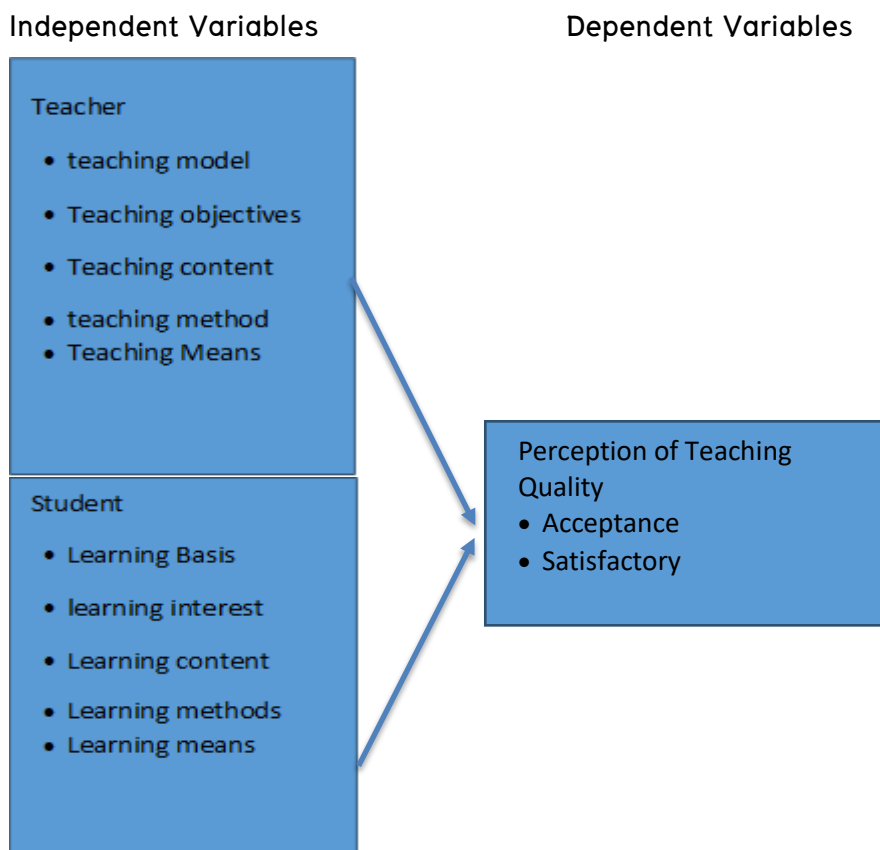 Independent Variables
Dependent Variables
Teacher
• teaching model
• Teaching objectives
• Teaching content
• teaching method
• Teaching Means
Student
• Learning Basis
• learning interest
• Learning content
• Learning methods
• Learning means
Perception of Teaching
Quality
• Acceptance
• Satisfactory